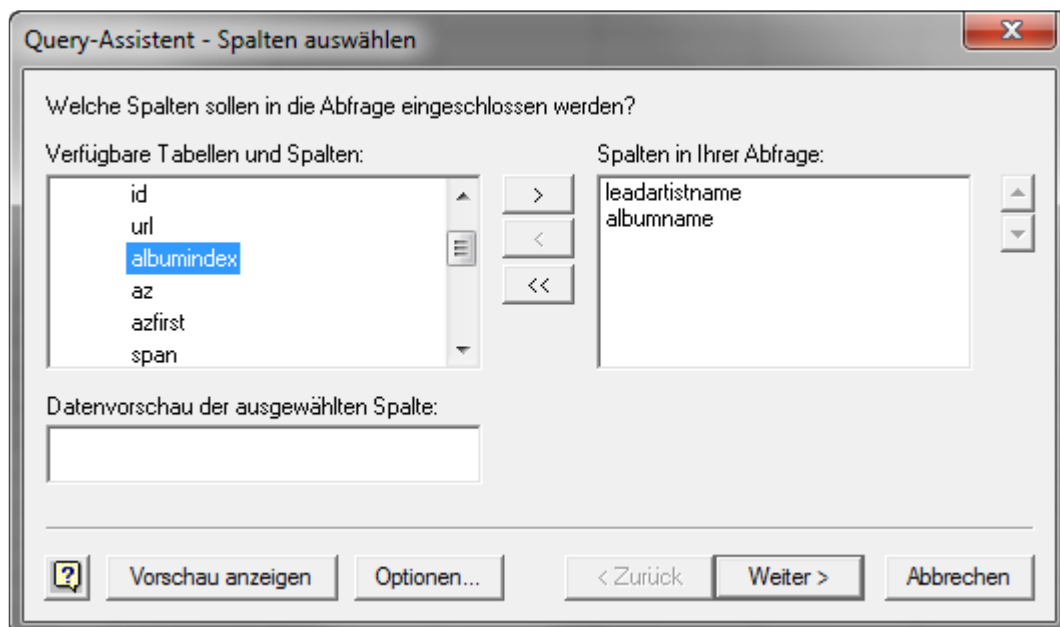 Query-Assistent - Spalten auswählen
Welche Spalten sollen in die Abfrage eingeschlossen werden?
Verfügbare Tabellen und Spalten:
id
url
albumindex
az
azfirst
span
>
<
<<
Spalten in Ihrer Abfrage:
leadartistname
albumname
Datenvorschau der ausgewählten Spalte:
Vorschau anzeigen
Optionen...
< Zurück
Weiter >
Abbrechen